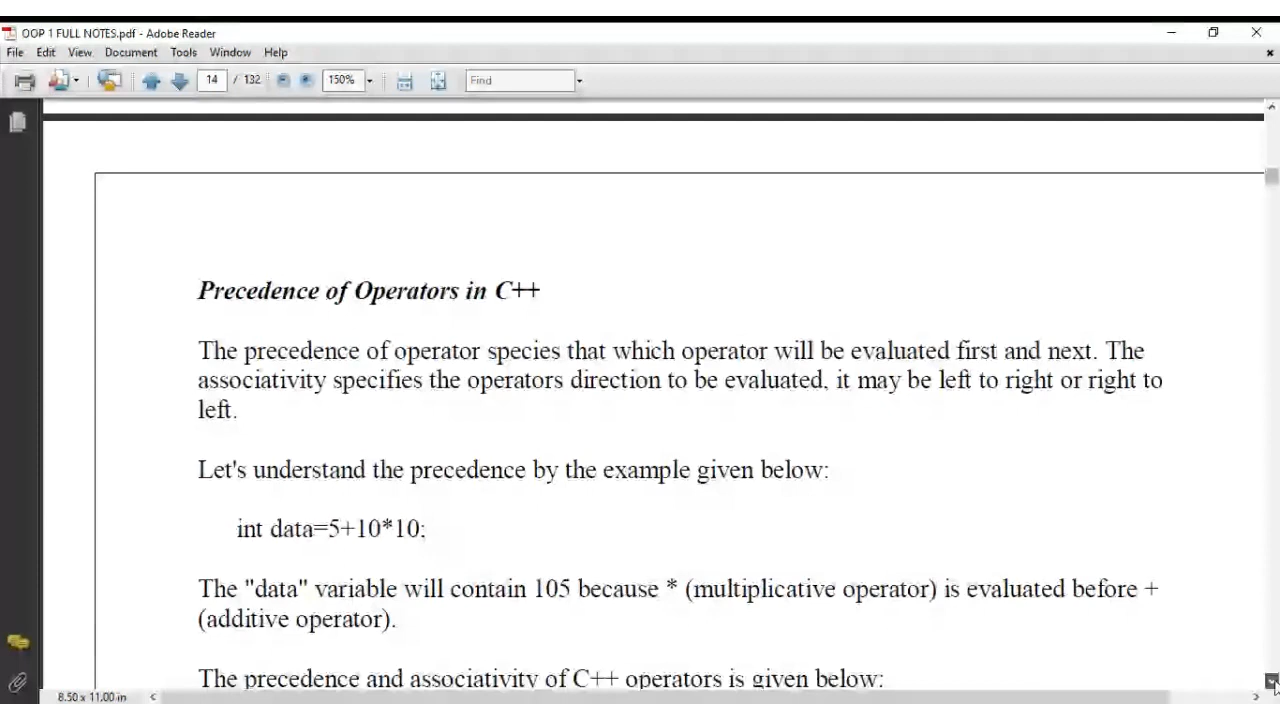 OOP 1 FULL NOTES.pdf - Adobe Reader
File Edit View Document Tools Window Help
14 / 132 150% Find
Precedence of Operators in C++
The precedence of operator species that which operator will be evaluated first and next. The
associativity specifies the operators direction to be evaluated, it may be left to right or right to
left.
Let's understand the precedence by the example given below:
int data=5+10*10;
The "data" variable will contain 105 because * (multiplicative operator) is evaluated before +
(additive operator).
The precedence and associativity of C++ operators is given below:
8.50 x 11.00 in